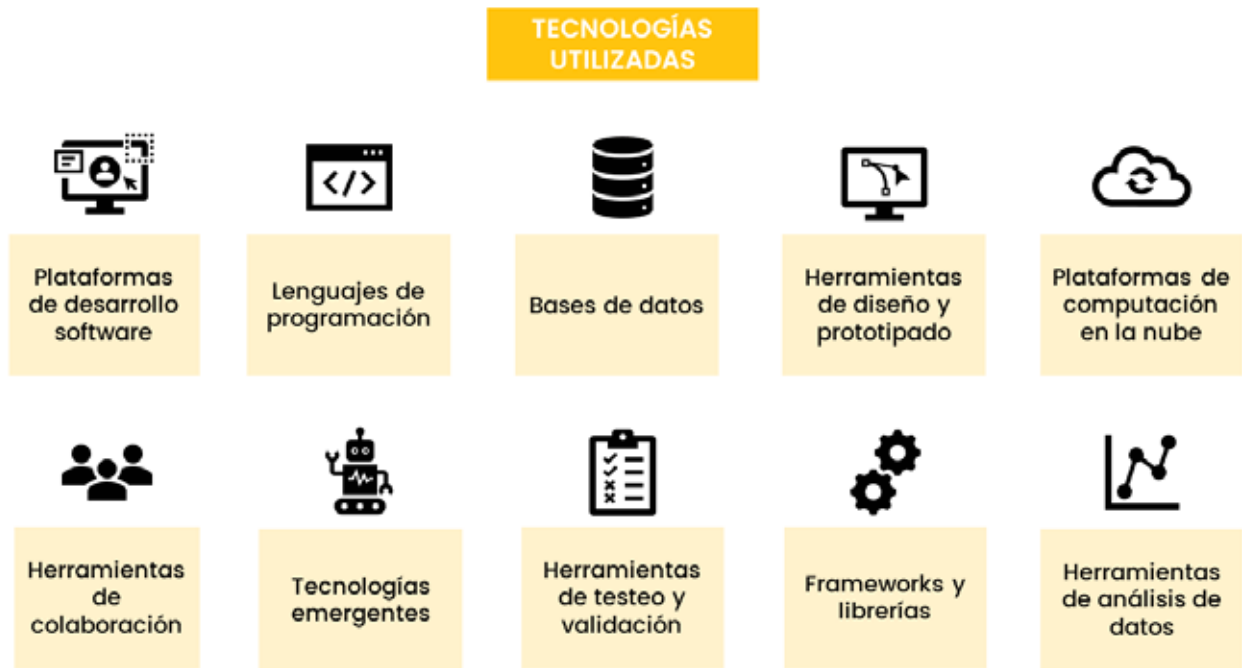 TECNOLOGÍAS
UTILIZADAS
Plataformas
de desarrollo
software
Lenguajes de
programación
Bases de datos
Herramientas
de diseño y
prototipado
Plataformas de
computación
en la nube
Herramientas
de
colaboración
Tecnologías
emergentes
Herramientas
de testeo y
validación
Frameworks y
librerías
Herramientas
de análisis de
datos